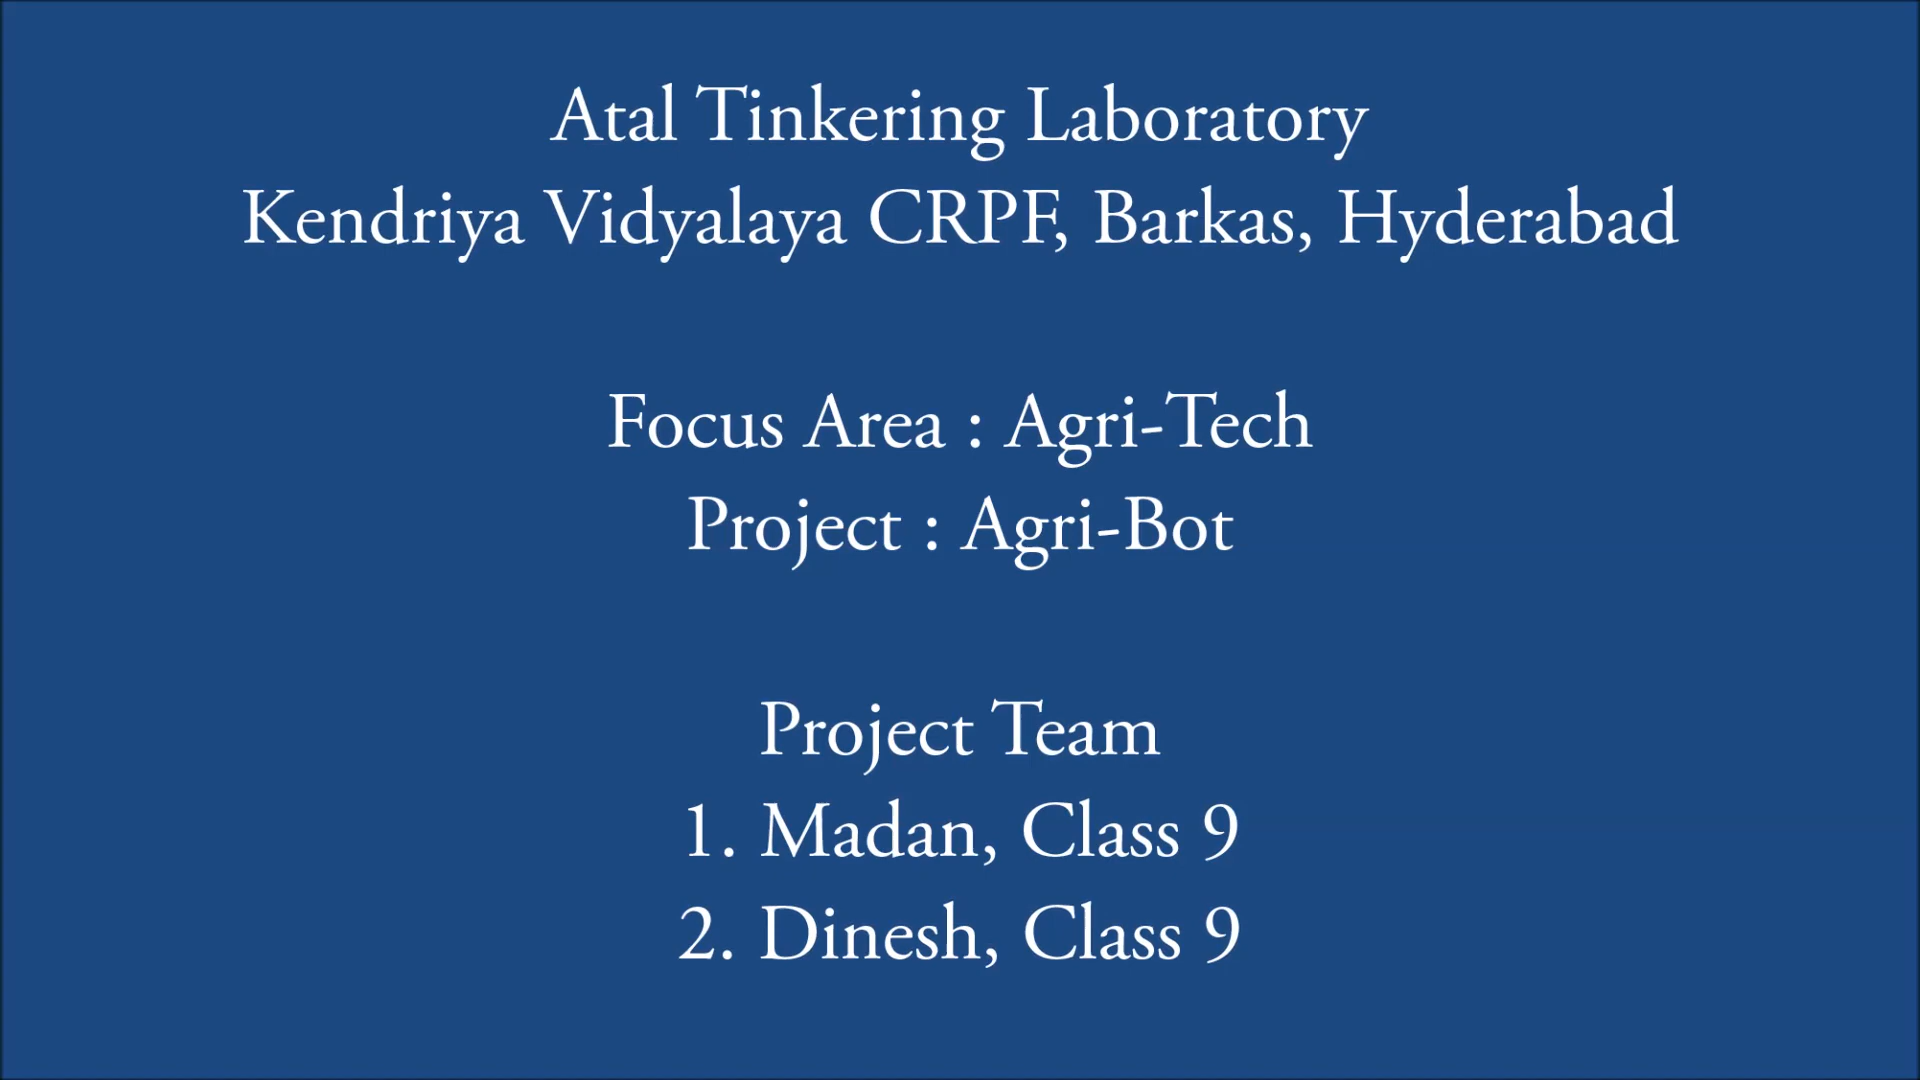 Atal Tinkering Laboratory
Kendriya Vidyalaya CRPF, Barkas, Hyderabad
Focus Area : Agri-Tech
Project : Agri-Bot
Project Team
1. Madan, Class 9
2. Dinesh, Class 9